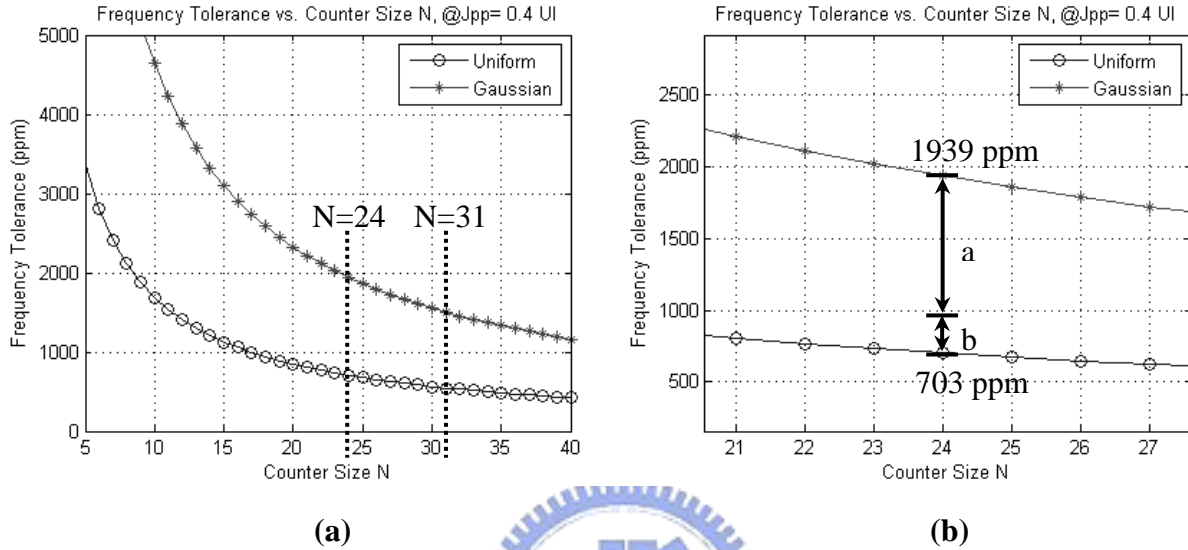 Frequency Tolerance vs. Counter Size N, @Jpp= 0.4 UI
5000
4000
3000
2000
1000
0
5
10
15
20
25
30
35
40
Frequency Tolerance (ppm)
Counter Size N
Uniform
Gaussian
N=24
N=31
(a)
Frequency Tolerance vs. Counter Size N, @Jpp= 0.4 UI
2500
2000
1500
1000
500
21
22
23
24
25
26
27
Frequency Tolerance (ppm)
Counter Size N
Uniform
Gaussian
1939 ppm
a
b
703 ppm
(b)